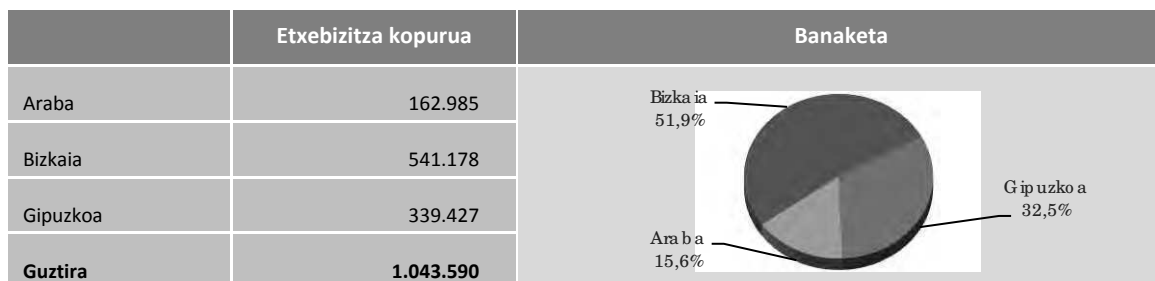 Etxebizitza kopurua Banaketa
Araba 162.985
Bizkaia 541.178
Gipuzkoa 339.427
Guztira 1.043.590
Bizkaia
51,9%
Gipuzkoa
32,5%
Araba
15,6%